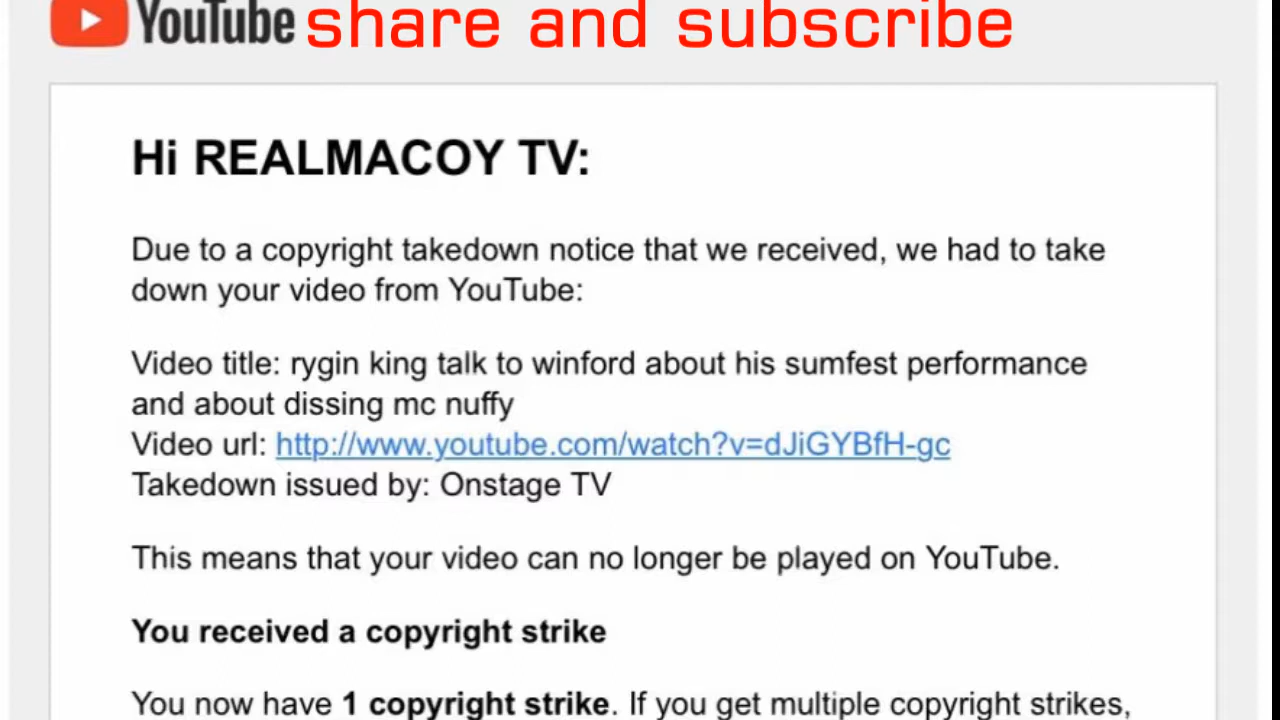 YouTube share and subscribe
Hi REALMACOY TV:
Due to a copyright takedown notice that we received, we had to take
down your video from YouTube:
Video title: rygin king talk to winford about his sumfest performance
and about dissing mc nuffy
Video url: http://www.youtube.com/watch?v=dJiGYBfH-gc
Takedown issued by: Onstage TV
This means that your video can no longer be played on YouTube.
You received a copyright strike
You now have 1 copyright strike. If you get multiple copyright strikes,